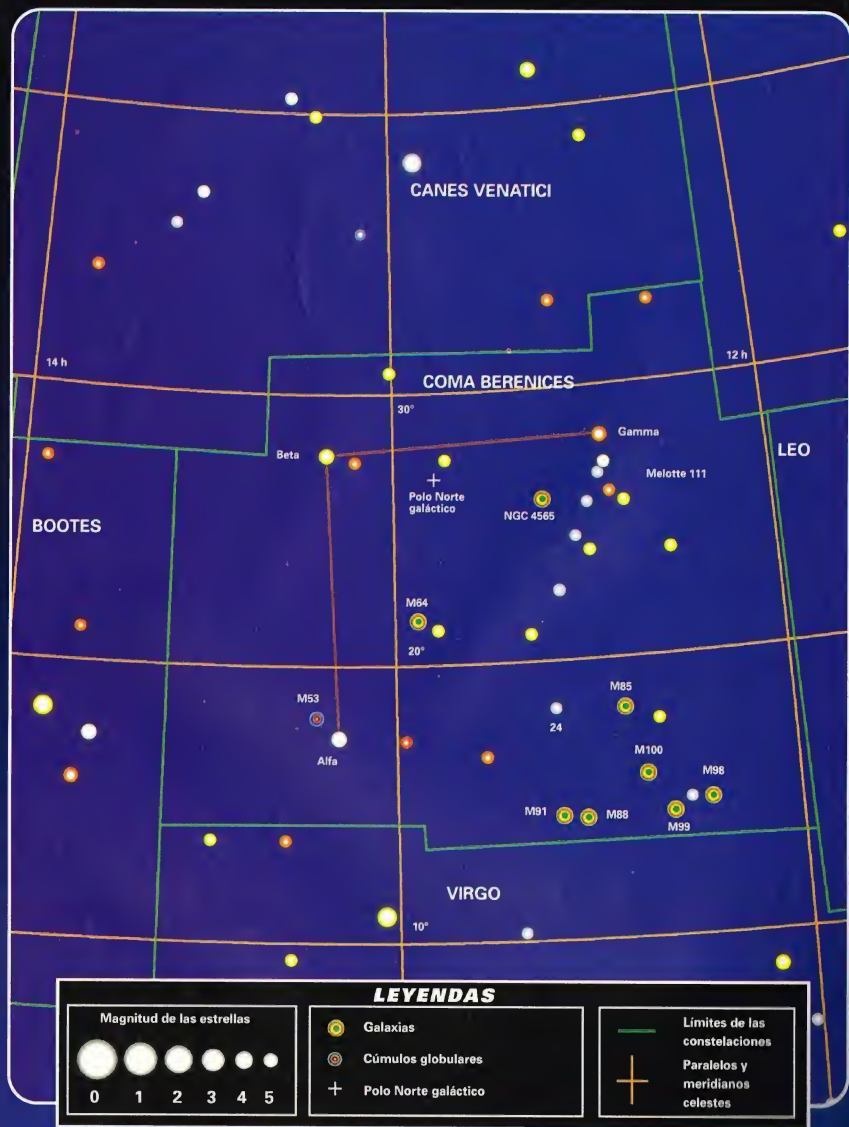 CANES VENATICI
14 h
12 h
COMA BERENICES
30°
Gamma
Beta
LEO
Melotte 111
Polo Norte
galáctico
NGC 4565
BOOTES
M64
20°
M53
M85
24
Alfa
M100
M98
M91
M88
M99
VIRGO
10°
LEYENDAS
Magnitud de las estrellas
0 1 2 3 4 5
Galaxias
Cúmulos globulares
Polo Norte galáctico
Límites de las
constelaciones
Paralelos y
meridianos
celestes